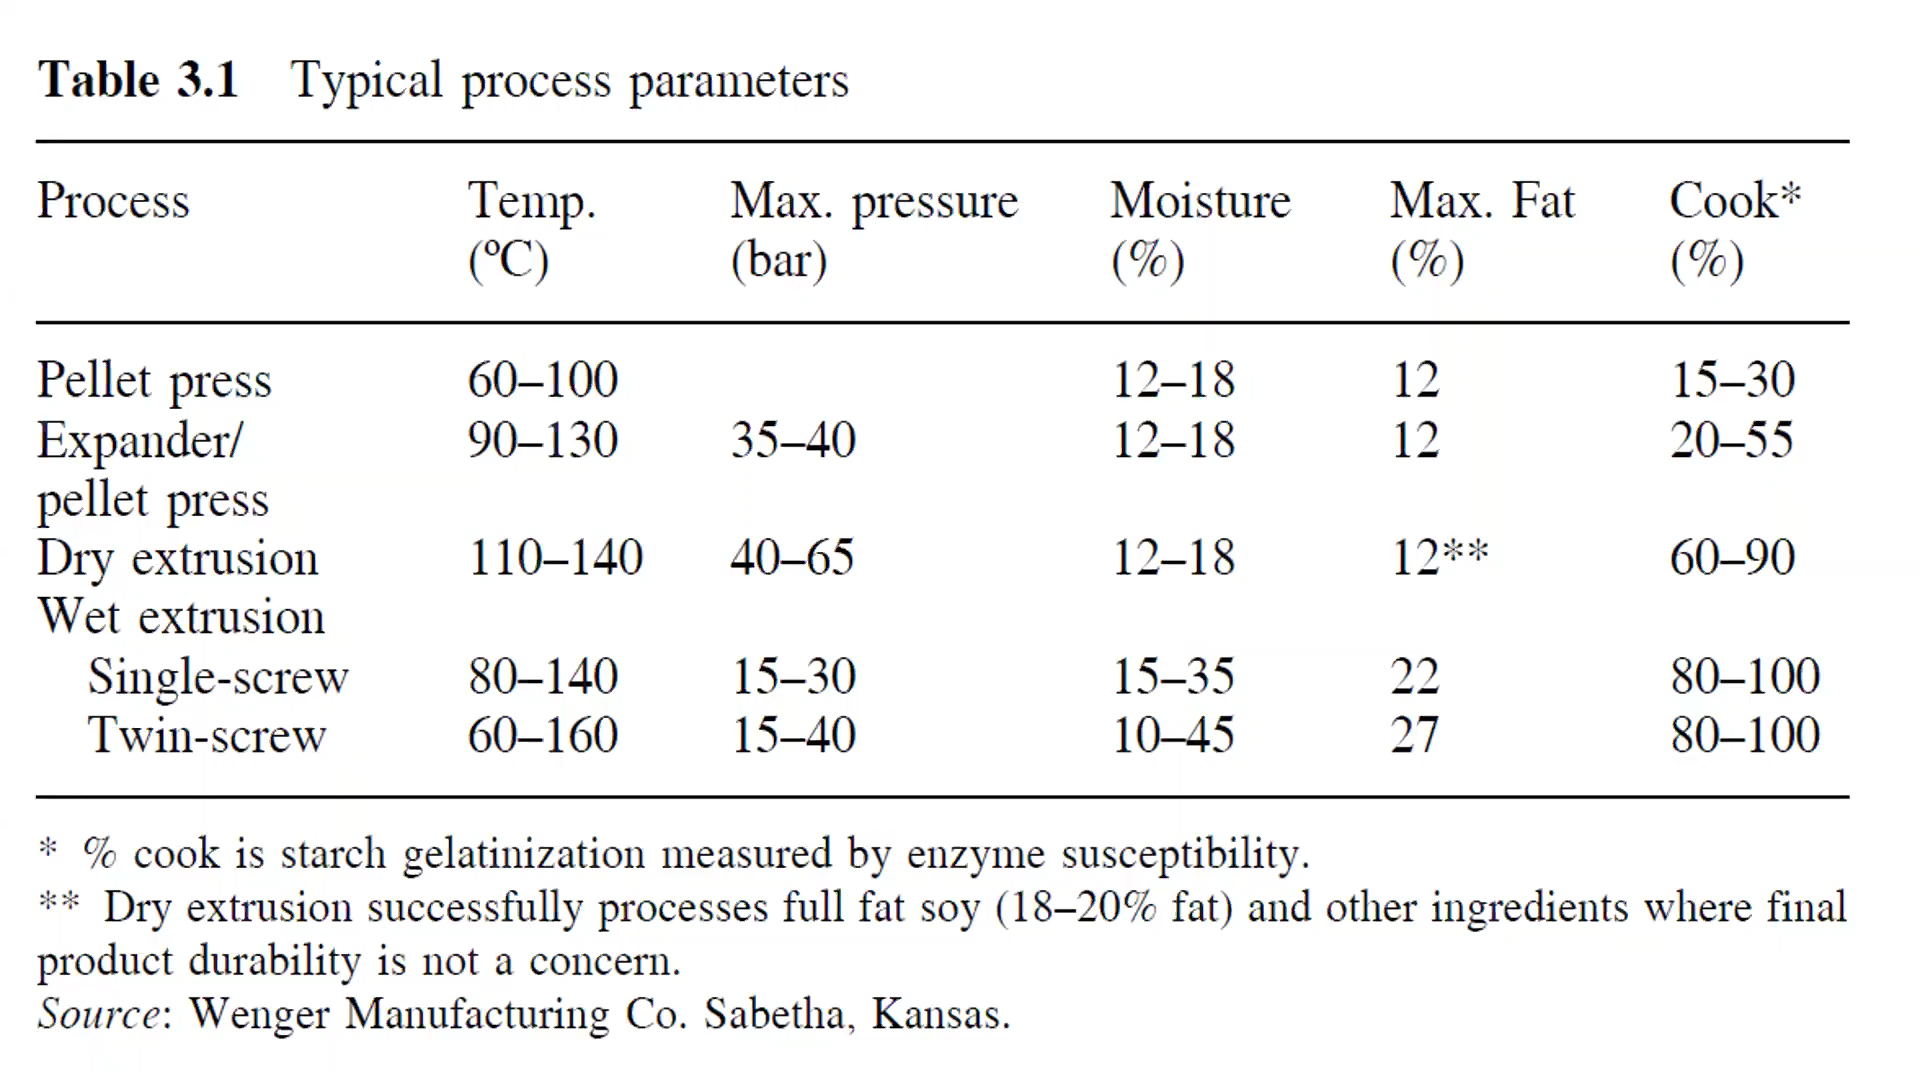 Table 3.1 Typical process parameters
Process Temp. Max. pressure Moisture Max. Fat Cook*
(ºC) (bar) (%) (%) (%)
Pellet press 60–100 12–18 12 15–30
Expander/ 90–130 35–40 12–18 12 20–55
pellet press
Dry extrusion 110–140 40–65 12–18 12** 60–90
Wet extrusion
Single-screw 80–140 15–30 15–35 22 80–100
Twin-screw 60–160 15–40 10–45 27 80–100
* % cook is starch gelatinization measured by enzyme susceptibility.
** Dry extrusion successfully processes full fat soy (18–20% fat) and other ingredients where final
product durability is not a concern.
Source: Wenger Manufacturing Co. Sabetha, Kansas.